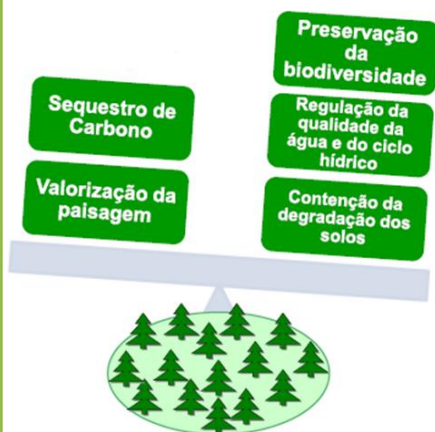 Sequestro de
Carbono
Valorização da
paisagem
Preservação
da
biodiversidade
Regulação da
qualidade da
água e do ciclo
hídrico
Contenção da
degradação dos
solos